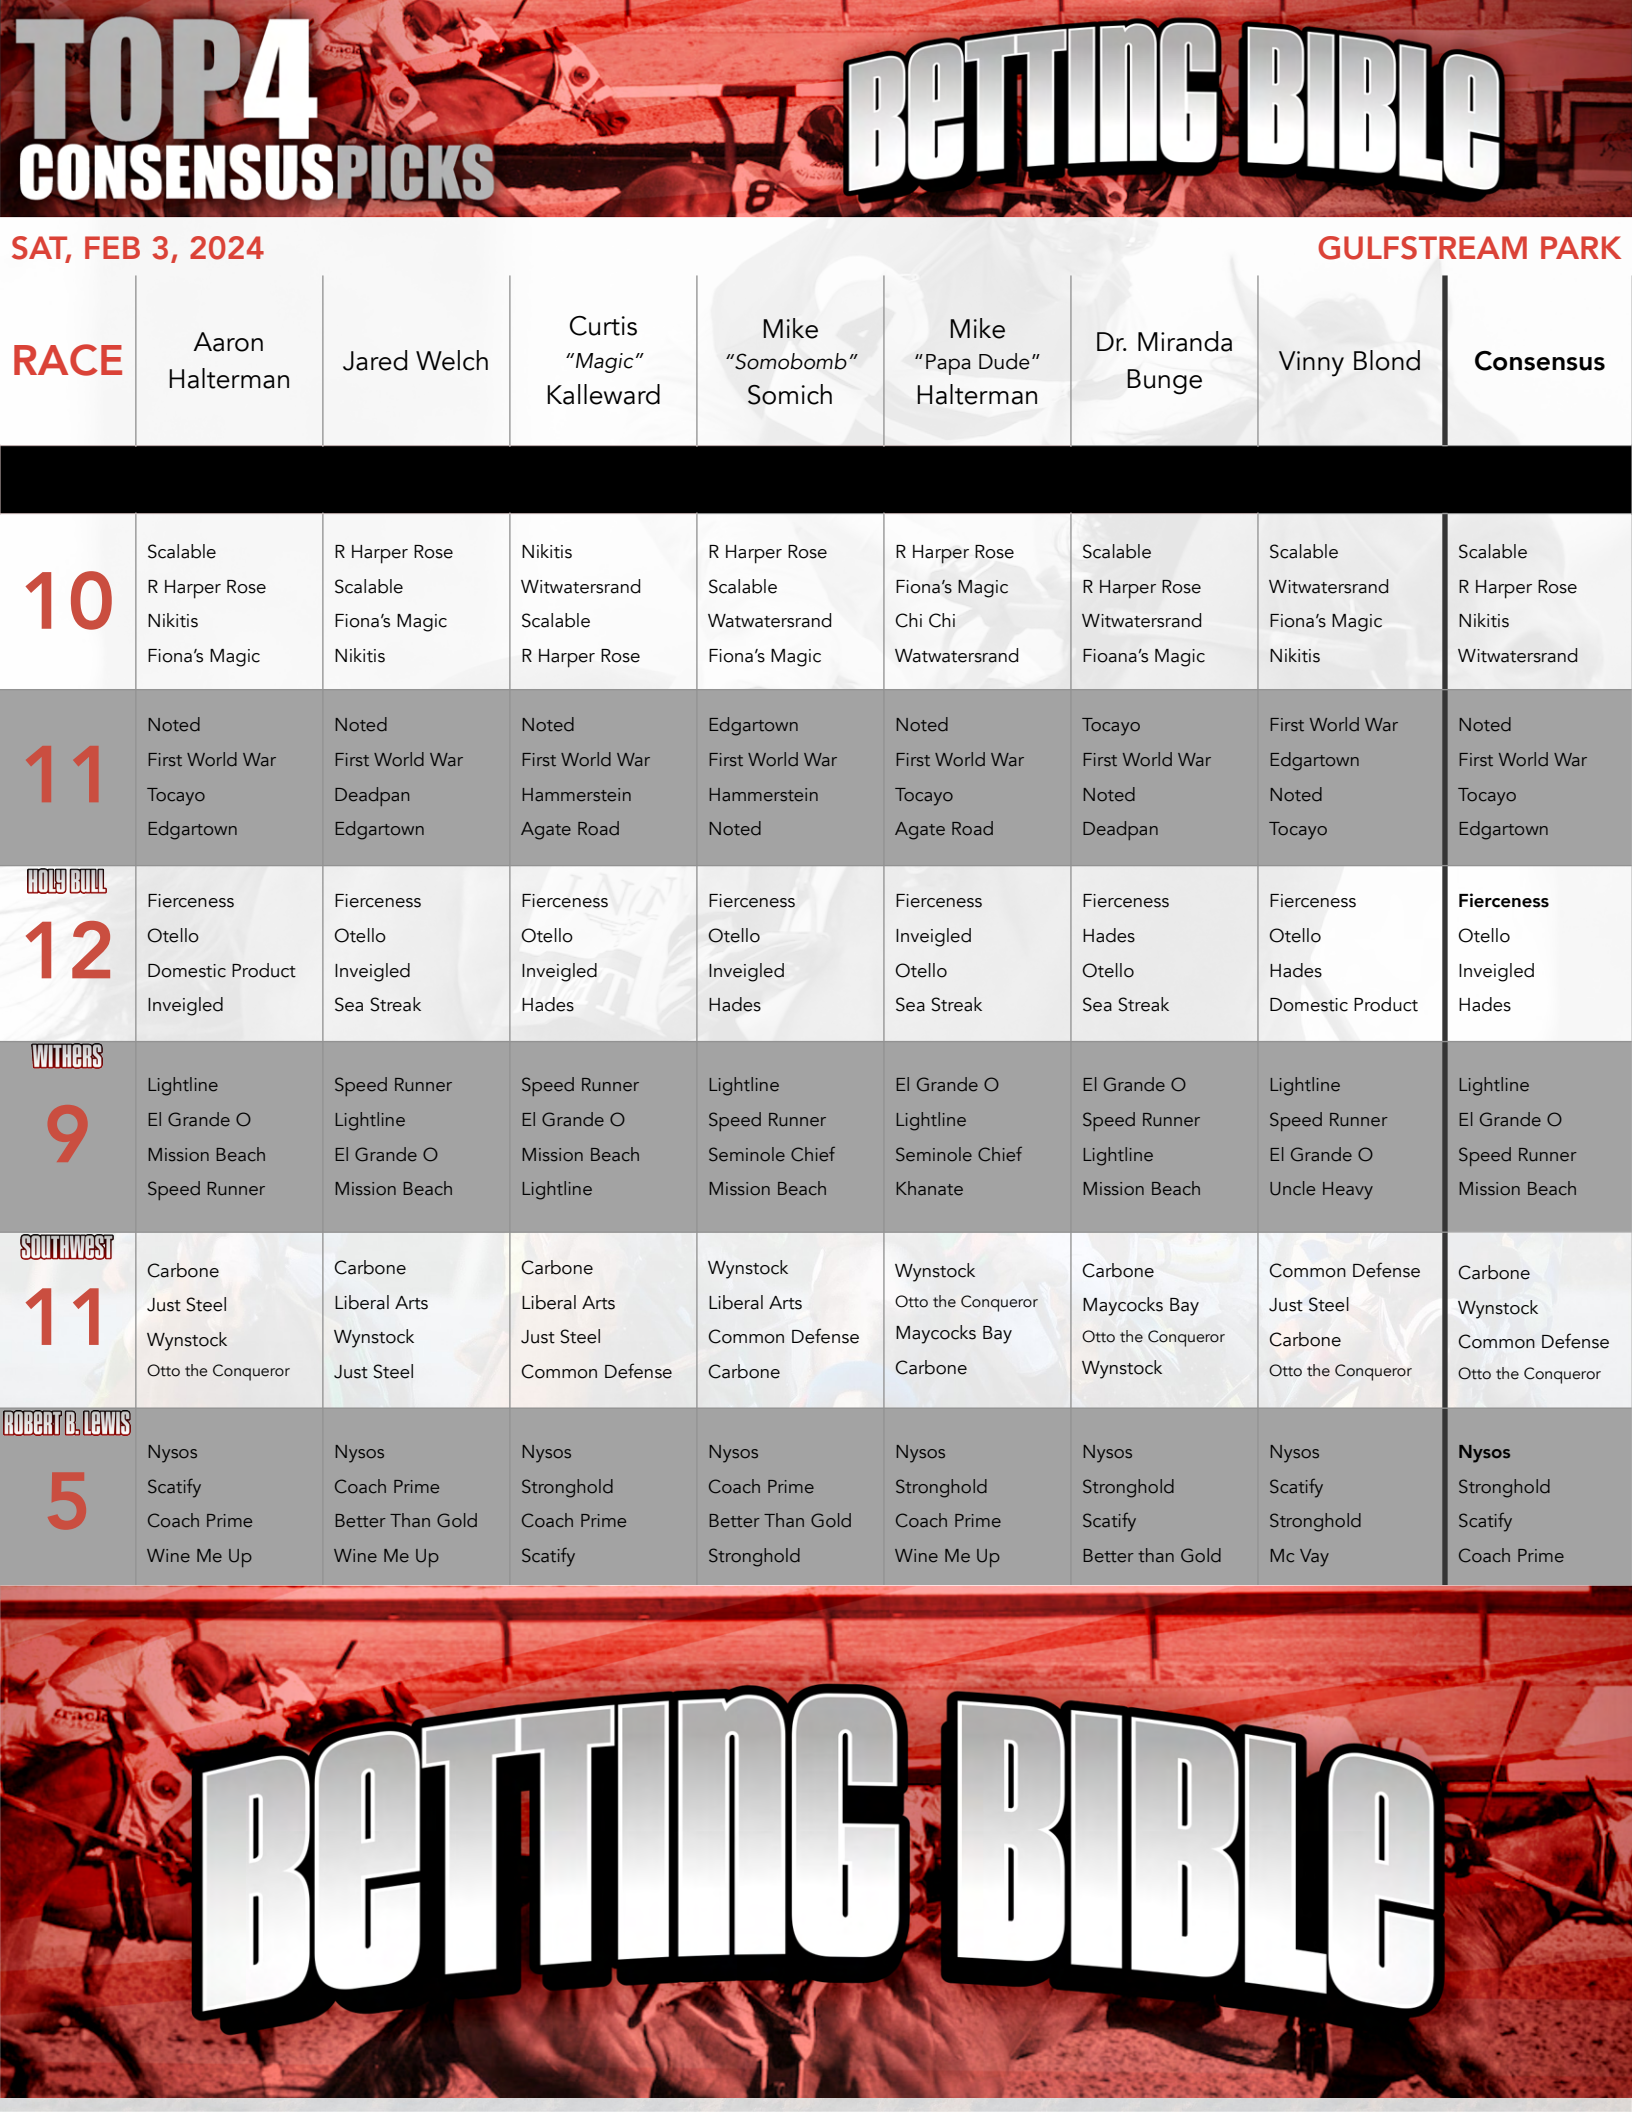 TOP4
CONSENSUSPICKS
BETTING BIBLE
8
SAT, FEB 3, 2024
GULFSTREAM PARK
RACE
Aaron
Halterman
Jared Welch
Curtis
“Magic”
Kalleward
Mike
“Somobomb”
Somich
Mike
“Papa Dude”
Halterman
Dr. Miranda
Bunge
Vinny Blond
Consensus
10
Scalable
R Harper Rose
Nikitis
Fiona’s Magic
R Harper Rose
Scalable
Fiona’s Magic
Nikitis
Nikitis
Witwatersrand
Scalable
R Harper Rose
R Harper Rose
Scalable
Watwatersrand
Fiona’s Magic
R Harper Rose
Fiona’s Magic
Chi Chi
Watwatersrand
Scalable
R Harper Rose
Witwatersrand
Fioana’s Magic
Scalable
Witwatersrand
Fiona’s Magic
Nikitis
Scalable
R Harper Rose
Nikitis
Witwatersrand
11
Noted
First World War
Tocayo
Edgartown
Noted
First World War
Deadpan
Edgartown
Noted
First World War
Hammerstein
Agate Road
Edgartown
First World War
Hammerstein
Noted
Noted
First World War
Tocayo
Agate Road
Tocayo
First World War
Noted
Deadpan
First World War
Edgartown
Noted
Tocayo
Noted
First World War
Tocayo
Edgartown
HOLY BULL
12
Fierceness
Otello
Domestic Product
Inveigled
Fierceness
Otello
Inveigled
Sea Streak
Fierceness
Otello
Inveigled
Hades
Fierceness
Otello
Inveigled
Hades
Fierceness
Inveigled
Otello
Sea Streak
Fierceness
Hades
Otello
Sea Streak
Fierceness
Otello
Hades
Domestic Product
Fierceness
Otello
Inveigled
Hades
WITHERS
9
Lightline
El Grande O
Mission Beach
Speed Runner
Speed Runner
Lightline
El Grande O
Mission Beach
Speed Runner
El Grande O
Mission Beach
Lightline
Lightline
Speed Runner
Seminole Chief
Mission Beach
El Grande O
Lightline
Seminole Chief
Khanate
El Grande O
Speed Runner
Lightline
Mission Beach
Lightline
Speed Runner
El Grande O
Uncle Heavy
Lightline
El Grande O
Speed Runner
Mission Beach
SOUTHWEST
11
Carbone
Just Steel
Wynstock
Otto the Conqueror
Carbone
Liberal Arts
Wynstock
Just Steel
Carbone
Liberal Arts
Just Steel
Common Defense
Wynstock
Liberal Arts
Common Defense
Carbone
Wynstock
Otto the Conqueror
Maycocks Bay
Carbone
Carbone
Maycocks Bay
Otto the Conqueror
Wynstock
Common Defense
Just Steel
Carbone
Otto the Conqueror
Carbone
Wynstock
Common Defense
Otto the Conqueror
ROBERT B. LEWIS
5
Nysos
Scatify
Coach Prime
Wine Me Up
Nysos
Coach Prime
Better Than Gold
Wine Me Up
Nysos
Stronghold
Coach Prime
Scatify
Nysos
Coach Prime
Better Than Gold
Stronghold
Nysos
Stronghold
Coach Prime
Wine Me Up
Nysos
Stronghold
Scatify
Better than Gold
Nysos
Scatify
Stronghold
Mc Vay
Nysos
Stronghold
Scatify
Coach Prime
BETTING BIBLE